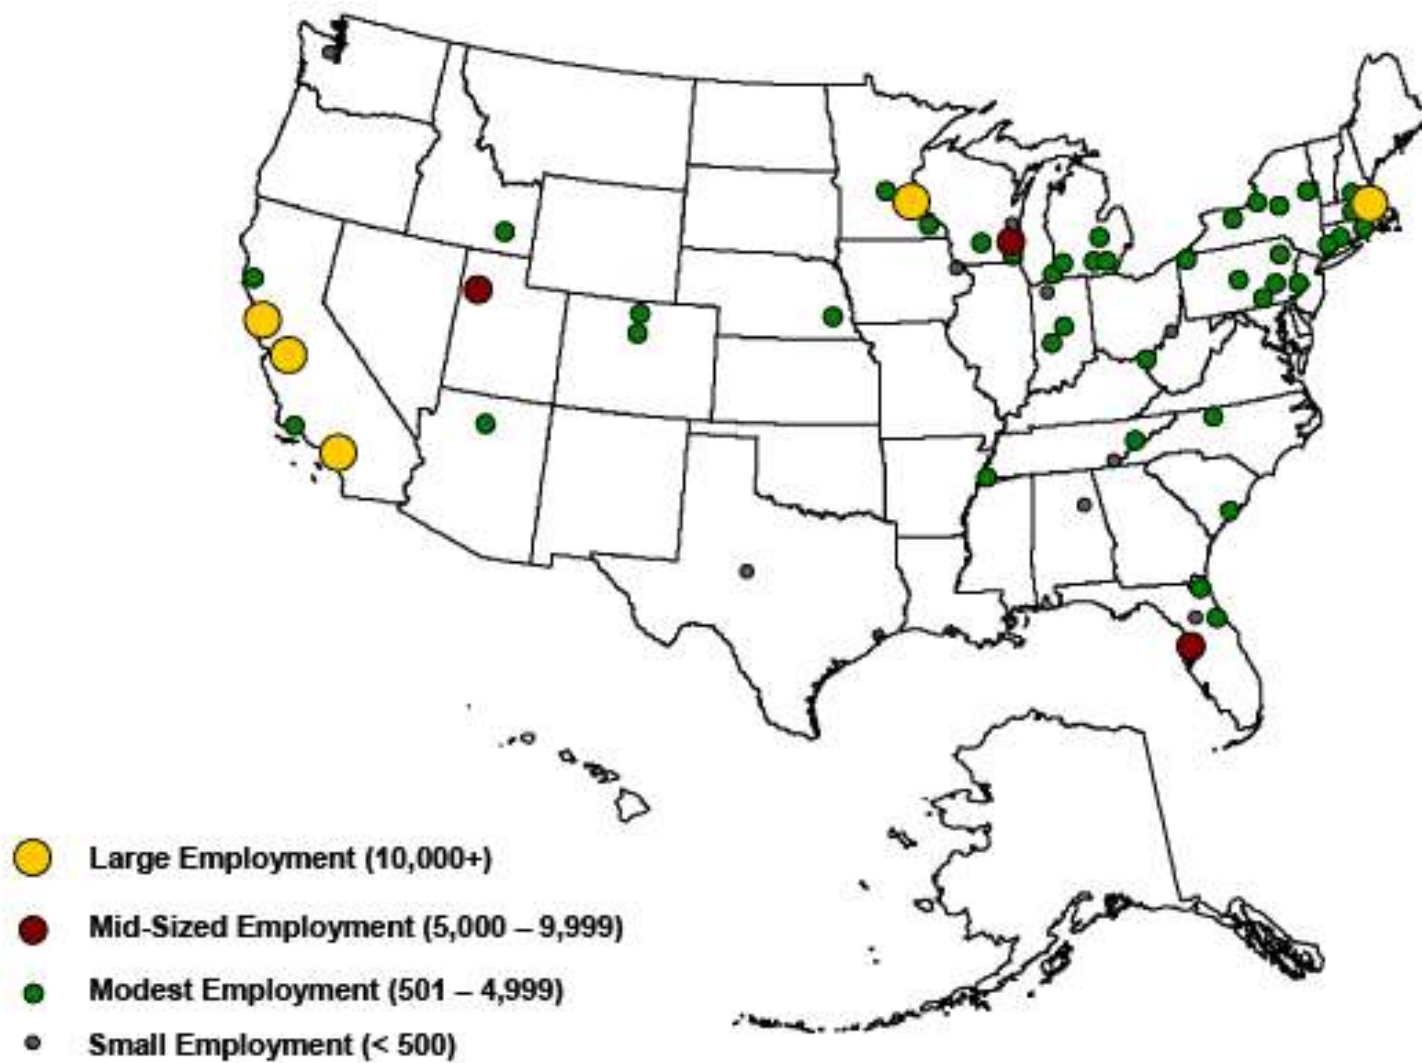 Large Employment (10,000+)
Mid-Sized Employment (5,000 – 9,999)
Modest Employment (501 – 4,999)
Small Employment (< 500)